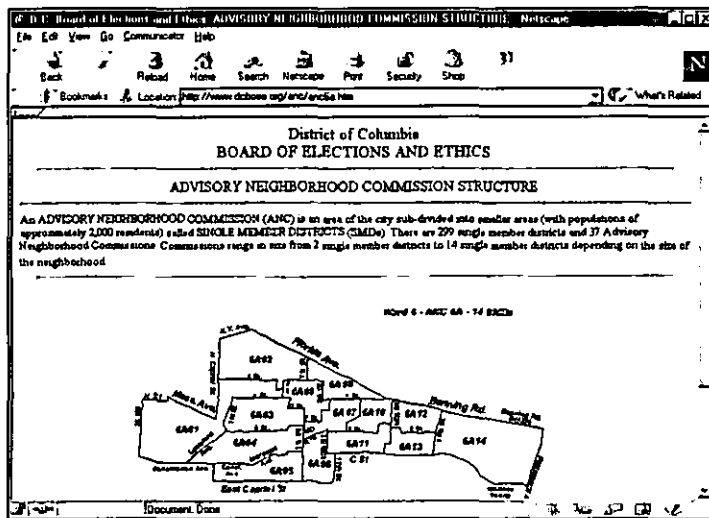 D.C. Board of Elections and Ethics ADVISORY NEIGHBORHOOD COMMISSION STRUCTURE Netscape
File Edit View Go Communicator Help
Back Reload Home Search Netscape Print Security Shop
Bookmarks Location: http://www.dcboee.org/anc/anc6a.htm What's Related
District of Columbia
BOARD OF ELECTIONS AND ETHICS
ADVISORY NEIGHBORHOOD COMMISSION STRUCTURE
An ADVISORY NEIGHBORHOOD COMMISSION (ANC) is an area of the city sub-divided into smaller areas (with populations of
approximately 2,000 residents) called SINGLE MEMBER DISTRICTS (SMDs) There are 299 single member districts and 37 Advisory
Neighborhood Commissions Commissions range in size from 2 single member districts to 14 single member districts depending on the size of
the neighborhood
Ward 6 - ANC 6A - 14 SMDs
N.Y. Ave.
Florida Ave.
6A02
N Capitol St
K St
Mass. Ave.
Benning Rd.
6A03
6A07
6A10
6A12
6A01
6A04
6A11
6A13
6A14
C St
6A05
6A06
East Capitol St
Document: Done